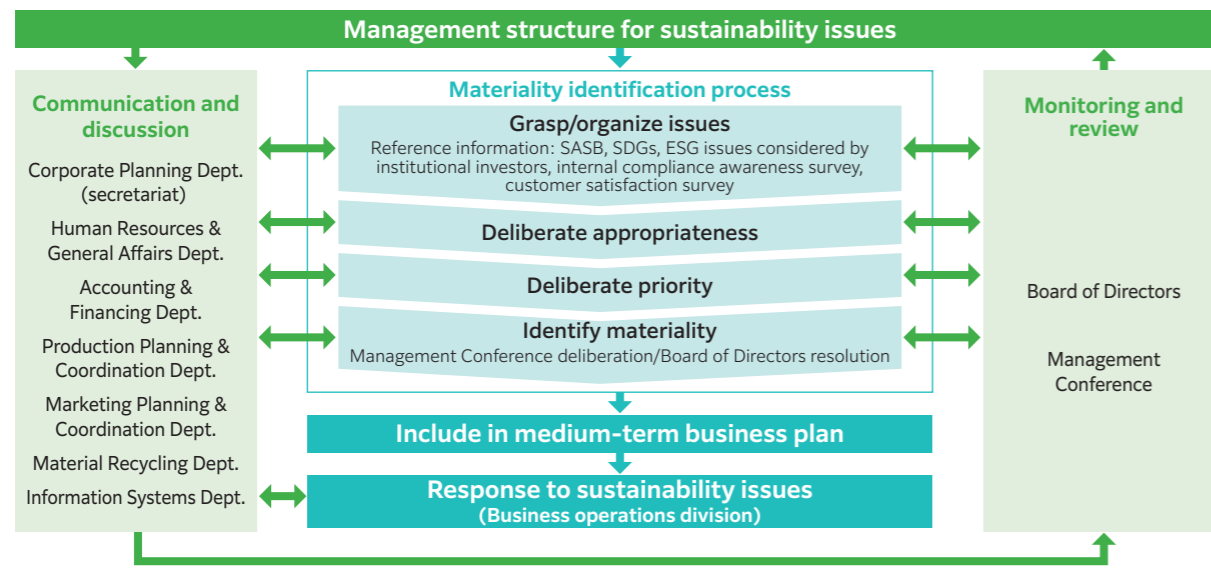 Management structure for sustainability issues
Communication and
discussion
Corporate Planning Dept.
(secretariat)
Human Resources &
General Affairs Dept.
Accounting &
Financing Dept.
Production Planning &
Coordination Dept.
Marketing Planning &
Coordination Dept.
Material Recycling Dept.
Information Systems Dept.
Materiality identification process
Grasp/organize issues
Reference information: SASB, SDGs, ESG issues considered by
institutional investors, internal compliance awareness survey,
customer satisfaction survey
Deliberate appropriateness
Deliberate priority
Identify materiality
Management Conference deliberation/Board of Directors resolution
Include in medium-term business plan
Response to sustainability issues
(Business operations division)
Monitoring and
review
Board of Directors
Management
Conference